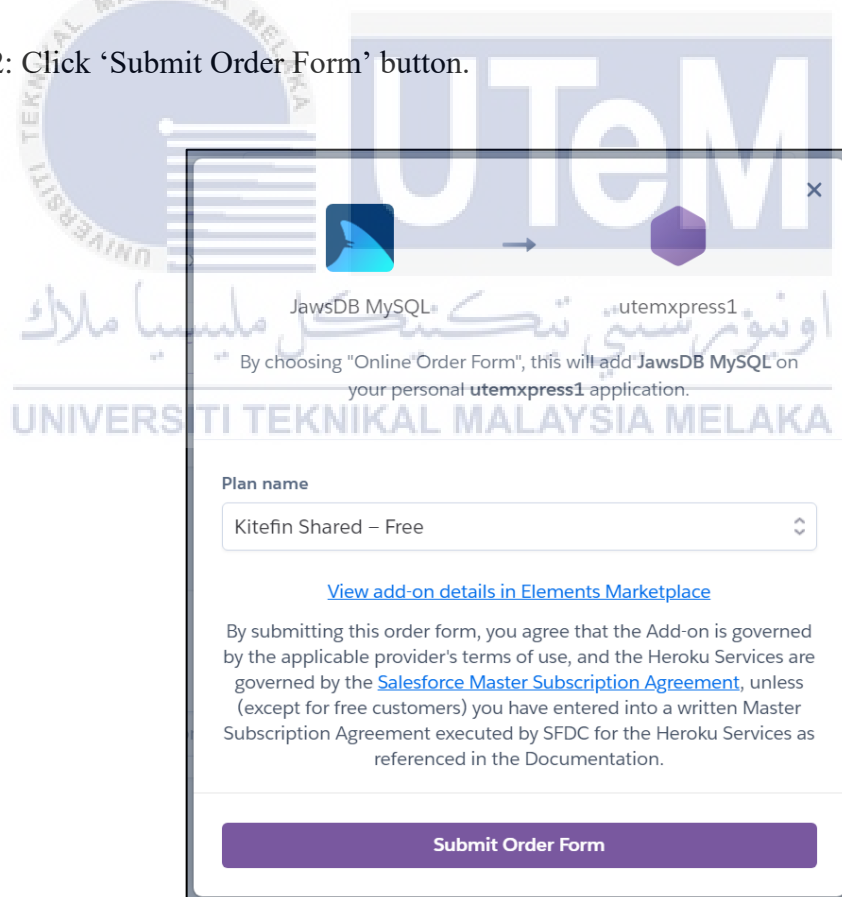 2: Click ‘Submit Order Form’ button.
UTeM
JawsDB MySQL
utemxpress1
اونيۏرسيتي تيكنيكل مليسيا ملاك
By choosing "Online Order Form", this will add JawsDB MySQL on
your personal utemxpress1 application.
UNIVERSITI TEKNIKAL MALAYSIA MELAKA
Plan name
Kitefin Shared – Free
View add-on details in Elements Marketplace
By submitting this order form, you agree that the Add-on is governed
by the applicable provider's terms of use, and the Heroku Services are
governed by the Salesforce Master Subscription Agreement, unless
(except for free customers) you have entered into a written Master
Subscription Agreement executed by SFDC for the Heroku Services as
referenced in the Documentation.
Submit Order Form